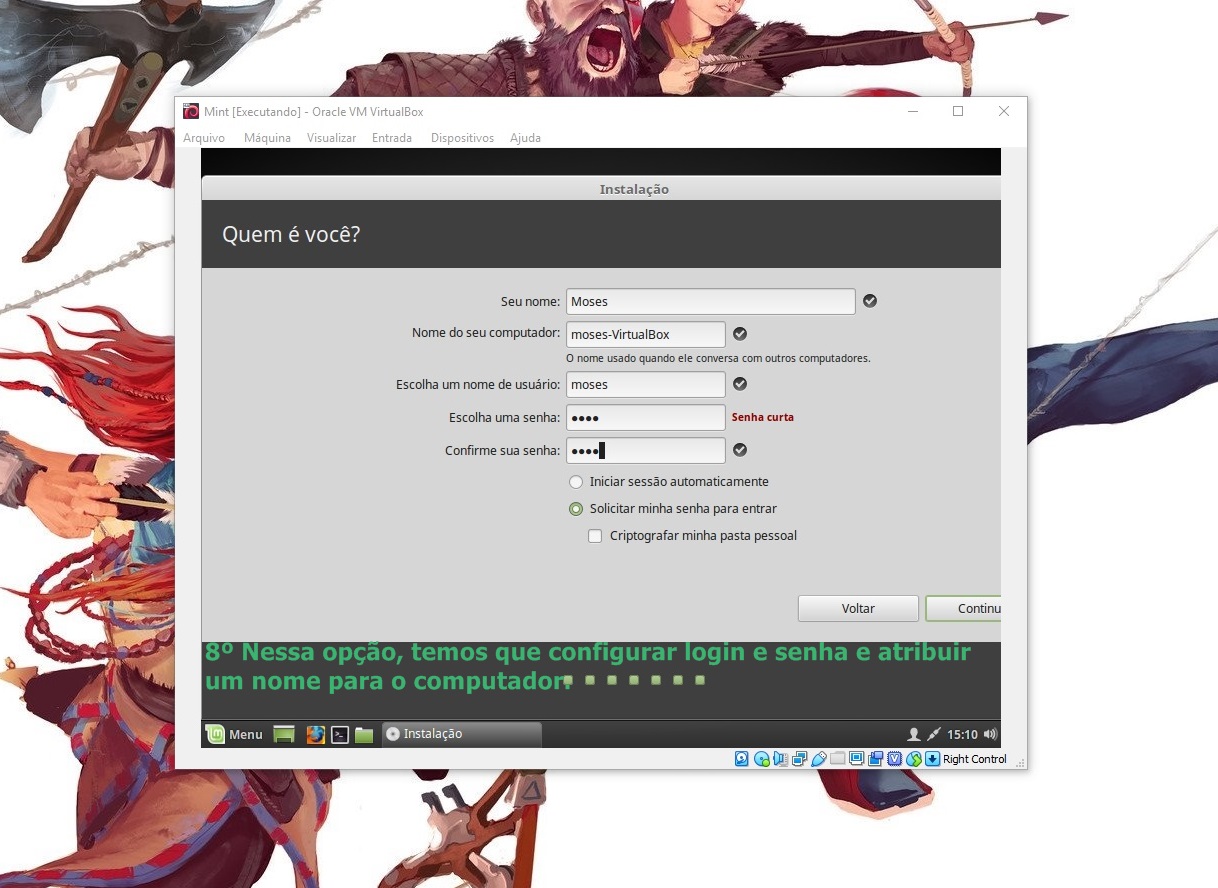 Mint [Executando] - Oracle VM VirtualBox
Arquivo Máquina Visualizar Entrada Dispositivos Ajuda
Instalação
Quem é você?
Seu nome: Moses
Nome do seu computador: moses-VirtualBox
O nome usado quando ele conversa com outros computadores.
Escolha um nome de usuário: moses
Escolha uma senha: •••• Senha curta
Confirme sua senha: ••••
Iniciar sessão automaticamente
Solicitar minha senha para entrar
Criptografar minha pasta pessoal
Voltar Continu
8º Nessa opção, temos que configurar login e senha e atribuir
um nome para o computador.
Menu Instalação 15:10
Right Control